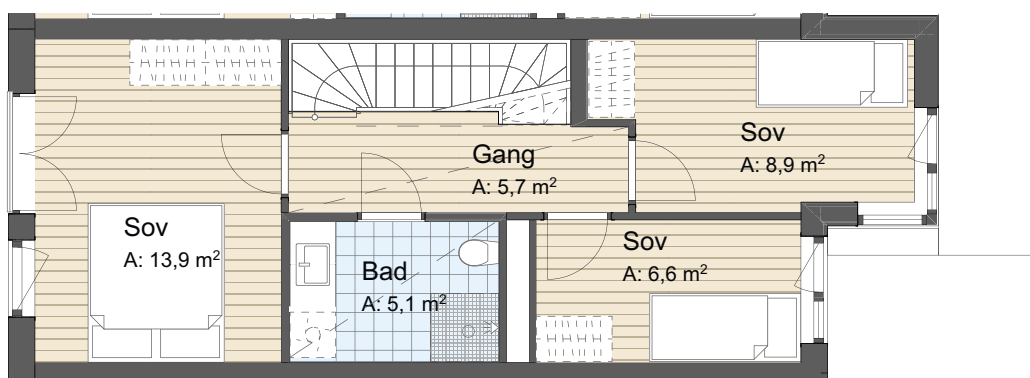 Sov
A: 13,9 m²
Gang
A: 5,7 m²
Bad
A: 5,1 m²
Sov
A: 8,9 m²
Sov
A: 6,6 m²